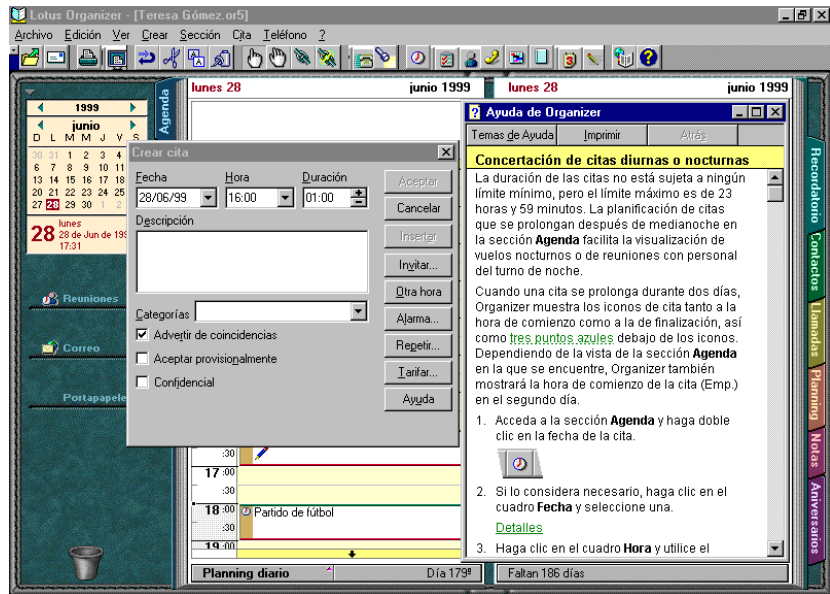 Lotus Organizer - [Teresa Gómez.or5]
Archivo Edición Ver Crear Sección Cita Teléfono ?
lunes 28 junio 1999
lunes 28 junio 1999
Agenda
1999
junio
D L M M J V S
30 31 1 2 3 4
6 7 8 9 10 11
13 14 15 16 17 18
20 21 22 23 24 25
27 28 29 30 1 2
28 lunes
28 de Jun de 199
17:31
Reuniones
Correo
Portapapele
Crear cita
Fecha Hora Duración
28/06/99 16:00 01:00
Descripción
Categorías
Advertir de coincidencias
Aceptar provisionalmente
Confidencial
Aceptar
Cancelar
Insertar
Invitar...
Otra hora
Alarma...
Repetir...
Tarifar...
Ayuda
:30
17:00
:30
18:00 Partido de fútbol
:30
19:00
Planning diario Día 179º
Faltan 186 días
Ayuda de Organizer
Temas de Ayuda Imprimir Atrás
Concertación de citas diurnas o nocturnas
La duración de las citas no está sujeta a ningún
límite mínimo, pero el límite máximo es de 23
horas y 59 minutos. La planificación de citas
que se prolongan después de medianoche en
la sección Agenda facilita la visualización de
vuelos nocturnos o de reuniones con personal
del turno de noche.
Cuando una cita se prolonga durante dos días,
Organizer muestra los iconos de cita tanto a la
hora de comienzo como a la de finalización, así
como tres puntos azules debajo de los iconos.
Dependiendo de la vista de la sección Agenda
en la que se encuentre, Organizer también
mostrará la hora de comienzo de la cita (Emp.)
en el segundo día.
1. Acceda a la sección Agenda y haga doble
clic en la fecha de la cita.
2. Si lo considera necesario, haga clic en el
cuadro Fecha y seleccione una.
Detalles
3. Haga clic en el cuadro Hora y utilice el
Recordatorio
Contactos
Llamadas
Planning
Notas
Aniversarios